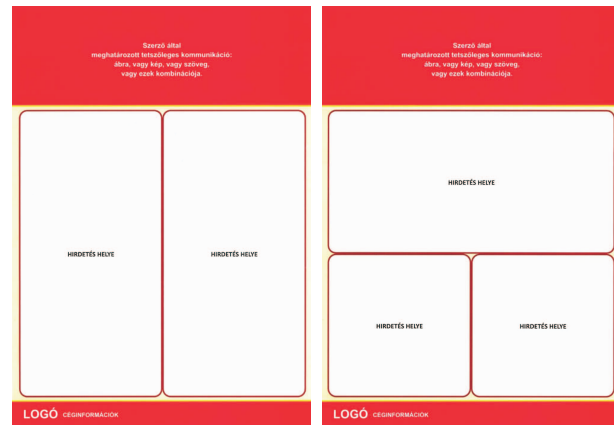 Szerző által
meghatározott tetszőleges kommunikáció:
ábra, vagy kép, vagy szöveg,
vagy ezek kombinációja.
HIRDETÉS HELYE
HIRDETÉS HELYE
LOGÓ CÉGINFORMÁCIÓK
Szerző által
meghatározott tetszőleges kommunikáció:
ábra, vagy kép, vagy szöveg,
vagy ezek kombinációja.
HIRDETÉS HELYE
HIRDETÉS HELYE
HIRDETÉS HELYE
LOGÓ CÉGINFORMÁCIÓK